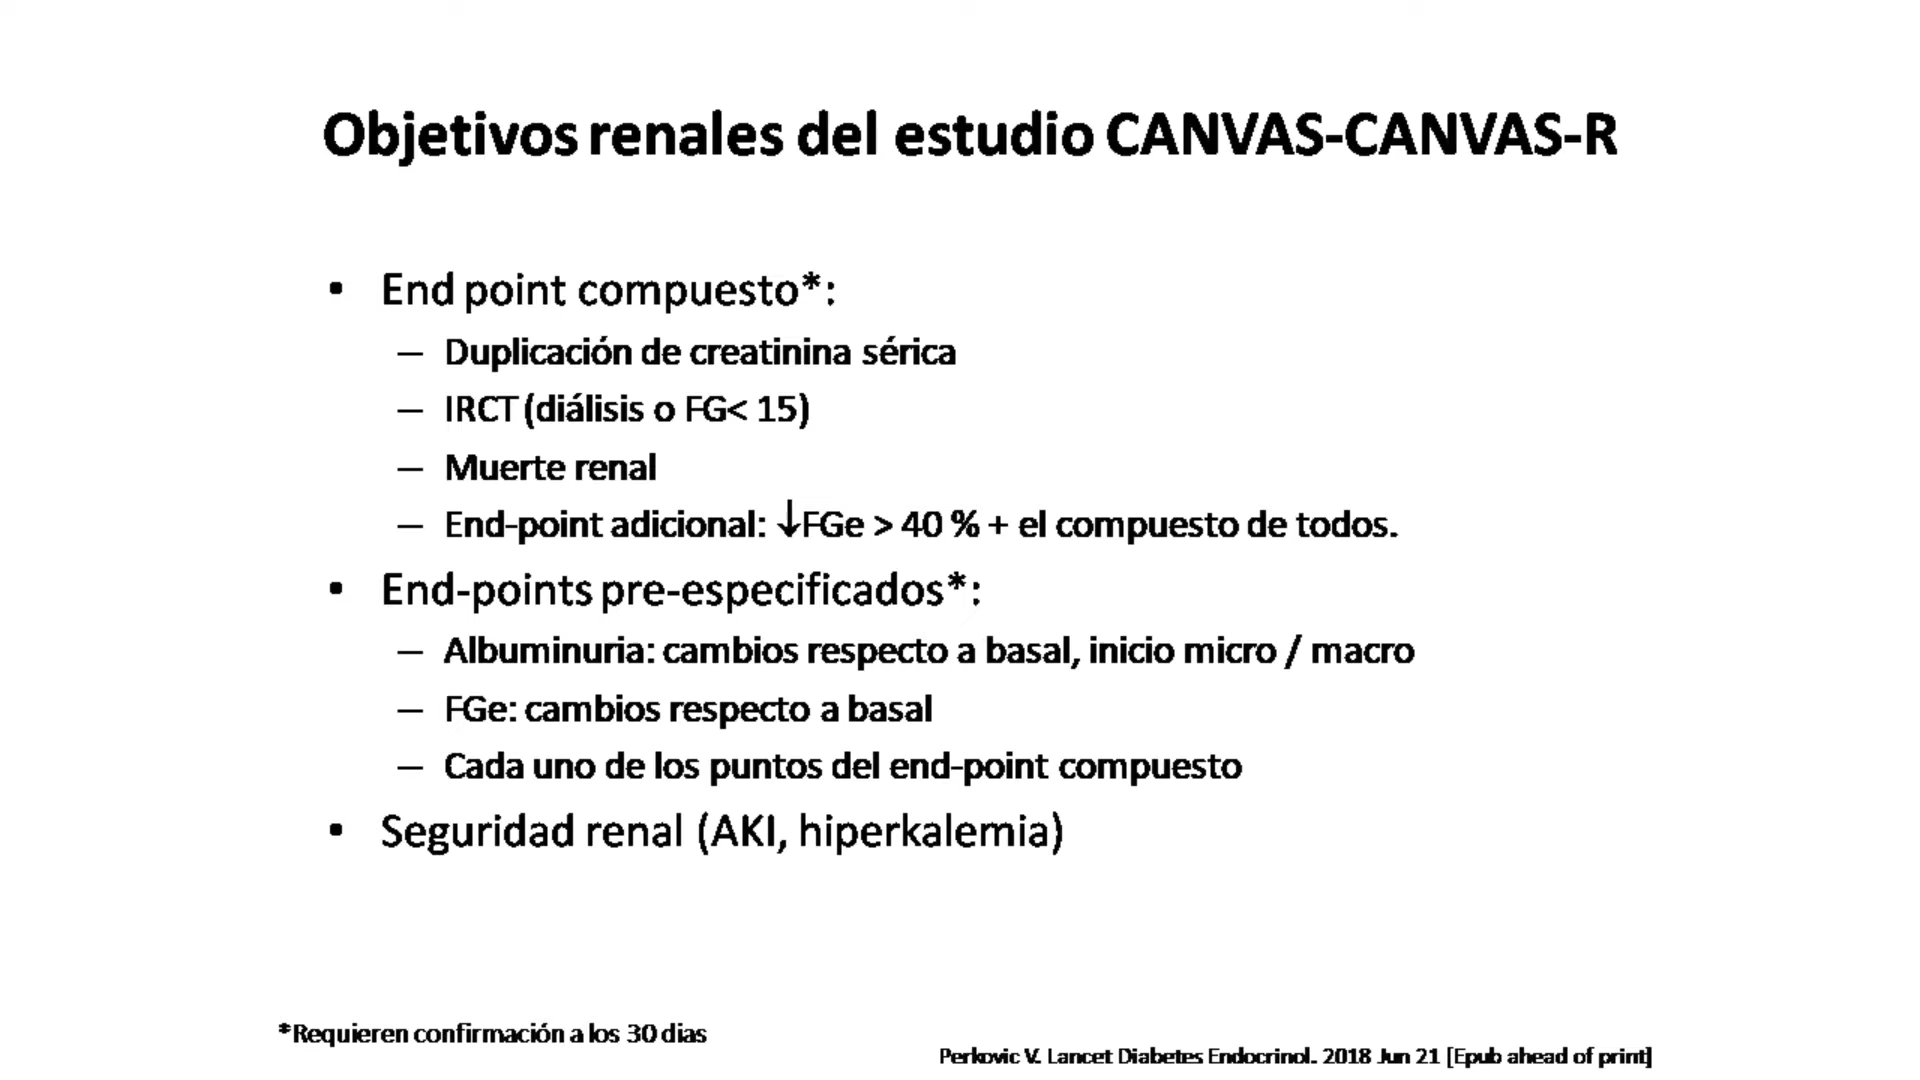 Objetivos renales del estudio CANVAS-CANVAS-R
• End point compuesto*:
– Duplicación de creatinina sérica
– IRCT (diálisis o FG< 15)
– Muerte renal
– End-point adicional: ↓FGe > 40 % + el compuesto de todos.
• End-points pre-especificados*:
– Albuminuria: cambios respecto a basal, inicio micro / macro
– FGe: cambios respecto a basal
– Cada uno de los puntos del end-point compuesto
• Seguridad renal (AKI, hiperkalemia)
*Requieren confirmación a los 30 dias
Perkovic V. Lancet Diabetes Endocrinol. 2018 Jun 21 [Epub ahead of print]